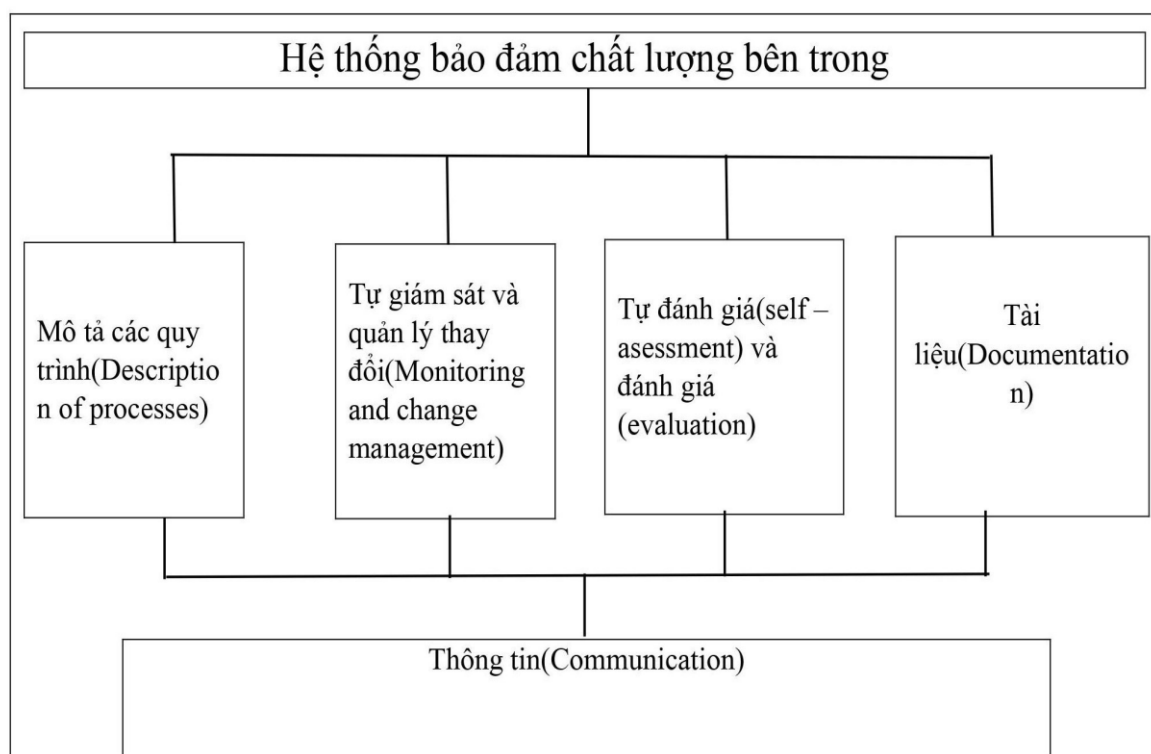 Hệ thống bảo đảm chất lượng bên trong
Mô tả các quy
trình(Descriptio
n of processes)
Tự giám sát và
quản lý thay
đổi(Monitoring
and change
management)
Tự đánh giá(self –
asessment) và
đánh giá
(evaluation)
Tài
liệu(Documentatio
n)
Thông tin(Communication)